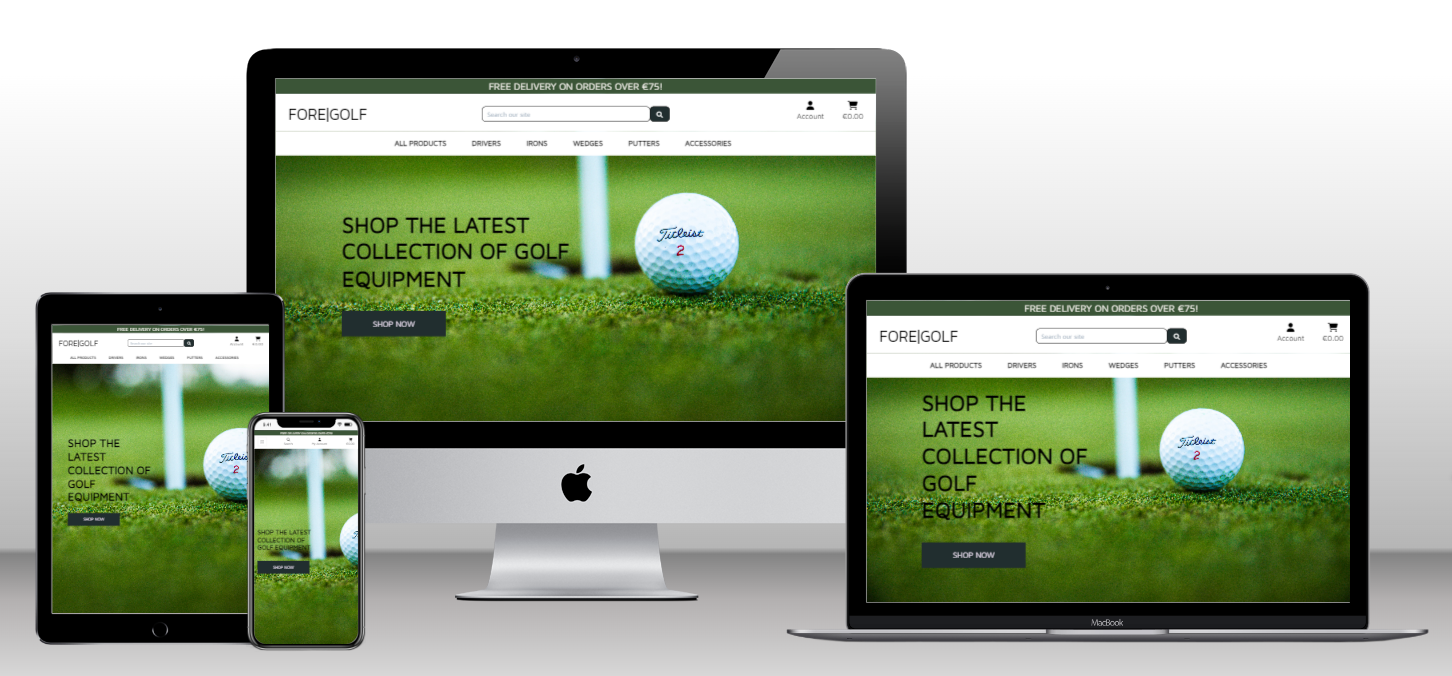 FREE DELIVERY ON ORDERS OVER €75!
FORE|GOLF
Search our site
Account
€0.00
ALL PRODUCTS DRIVERS IRONS WEDGES PUTTERS ACCESSORIES
SHOP THE LATEST
COLLECTION OF GOLF
EQUIPMENT
SHOP NOW
Titleist
2
FREE DELIVERY ON ORDERS OVER €75!
FORE|GOLF
Search our site
Account
€0.00
ALL PRODUCTS DRIVERS IRONS WEDGES PUTTERS ACCESSORIES
SHOP THE
LATEST
COLLECTION OF
GOLF
EQUIPMENT
SHOP NOW
Titleist
2
MacBook
FREE DELIVERY ON ORDERS OVER €75!
FORE|GOLF
Account
€0.00
ALL PRODUCTS DRIVERS IRONS WEDGES PUTTERS ACCESSORIES
SHOP THE
LATEST
COLLECTION OF
GOLF
EQUIPMENT
SHOP NOW
2
9:41
SHOP THE LATEST
COLLECTION OF
GOLF EQUIPMENT
SHOP NOW